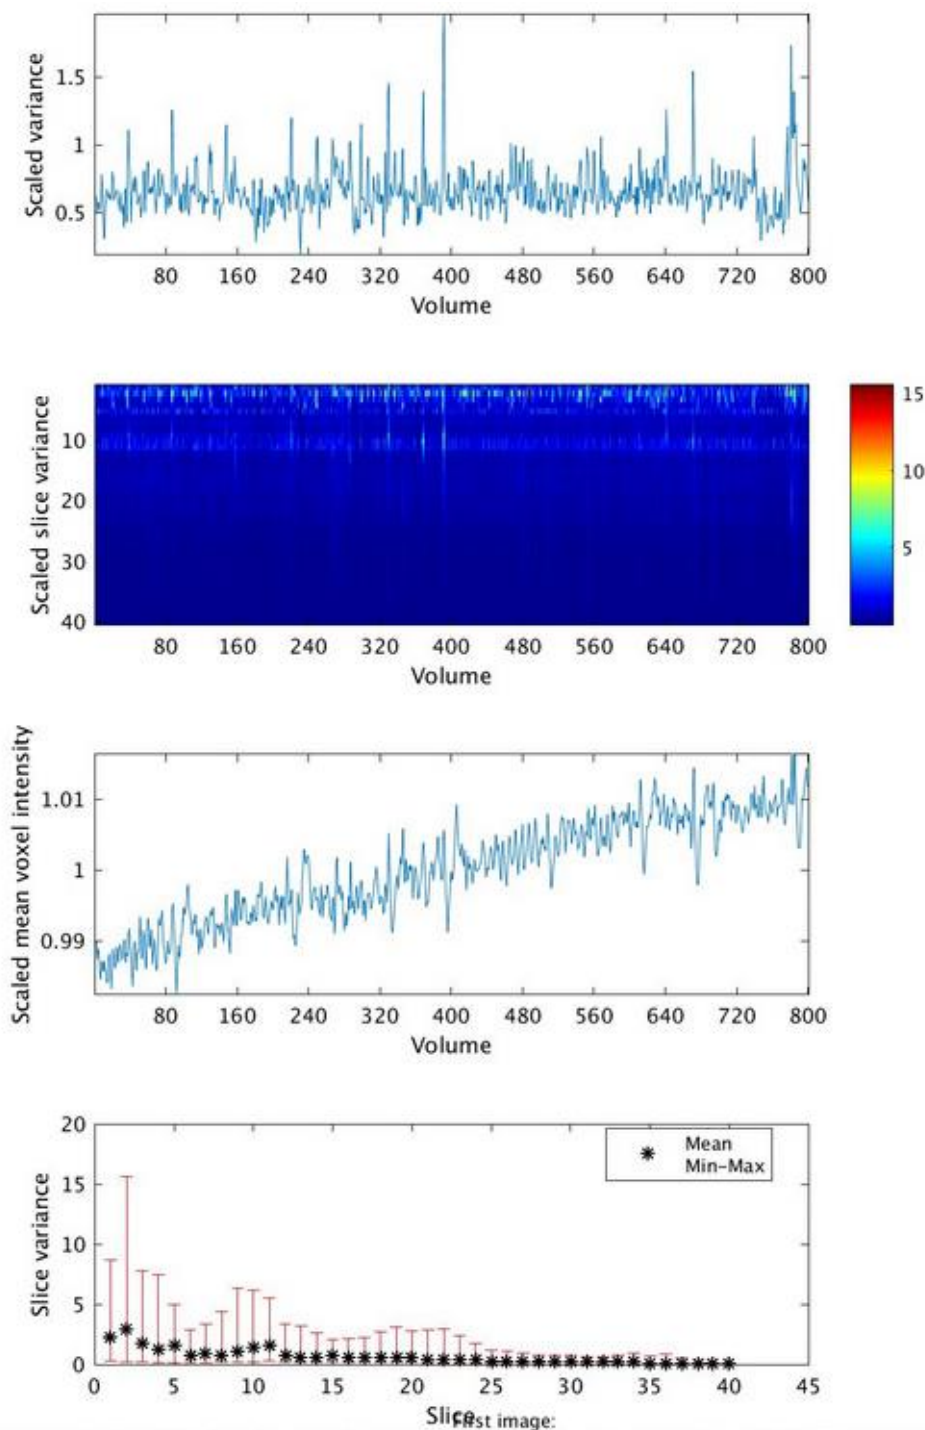 Scaled variance
1.5
1
0.5
80 160 240 320 400 480 560 640 720 800
Volume
Scaled slice variance
10
20
30
40
80 160 240 320 400 480 560 640 720 800
Volume
15
10
5
Scaled mean voxel intensity
1.01
1
0.99
80 160 240 320 400 480 560 640 720 800
Volume
Slice variance
20
15
10
5
0
Mean
Min-Max
0 5 10 15 20 25 30 35 40 45
Slice
First image: